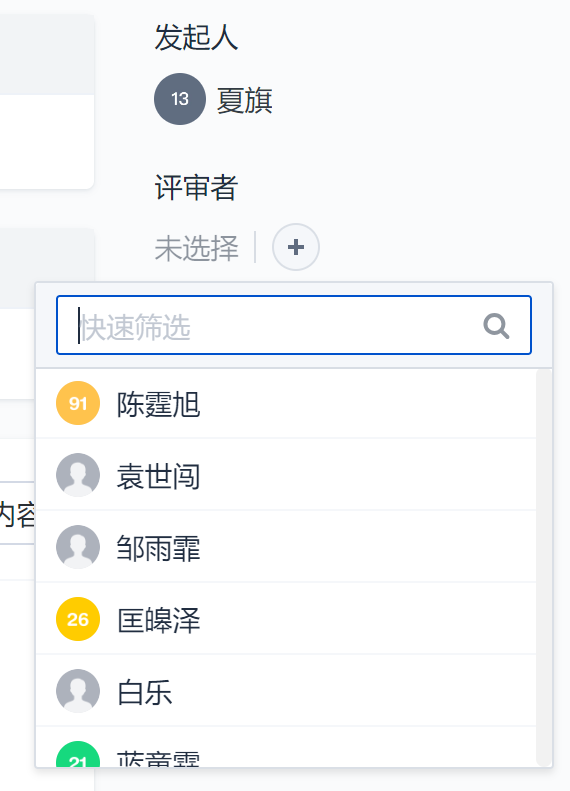 发起人
13 夏旗
评审者
未选择
快速筛选
91 陈霆旭
袁世闯
邹雨霏
内容
26 匡皞泽
白乐
21